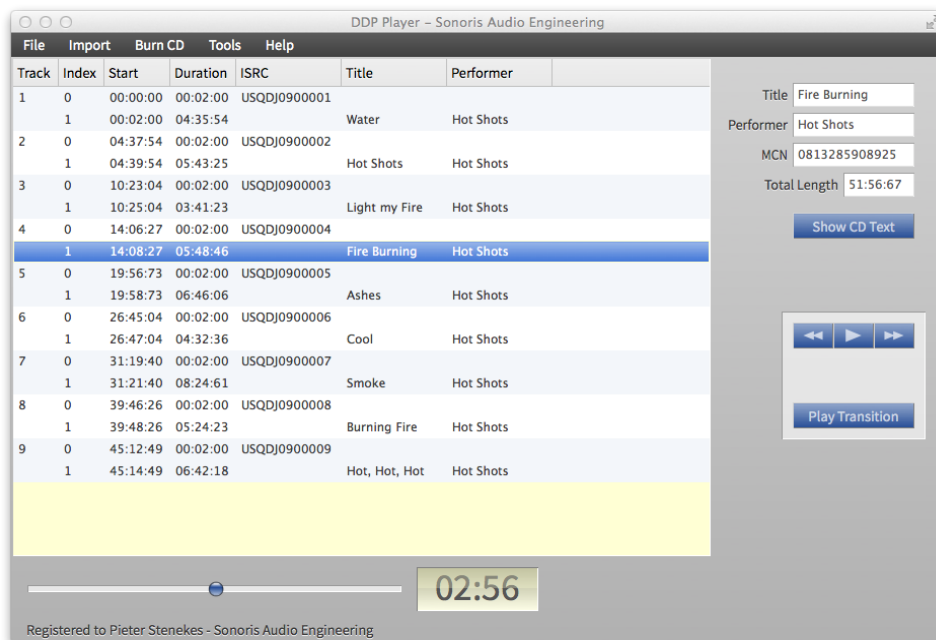 DDP Player – Sonoris Audio Engineering
File Import Burn CD Tools Help
Track Index Start Duration ISRC Title Performer
1 0 00:00:00 00:02:00 USQDJ0900001
1 00:02:00 04:35:54 Water Hot Shots
2 0 04:37:54 00:02:00 USQDJ0900002
1 04:39:54 05:43:25 Hot Shots Hot Shots
3 0 10:23:04 00:02:00 USQDJ0900003
1 10:25:04 03:41:23 Light my Fire Hot Shots
4 0 14:06:27 00:02:00 USQDJ0900004
1 14:08:27 05:48:46 Fire Burning Hot Shots
5 0 19:56:73 00:02:00 USQDJ0900005
1 19:58:73 06:46:06 Ashes Hot Shots
6 0 26:45:04 00:02:00 USQDJ0900006
1 26:47:04 04:32:36 Cool Hot Shots
7 0 31:19:40 00:02:00 USQDJ0900007
1 31:21:40 08:24:61 Smoke Hot Shots
8 0 39:46:26 00:02:00 USQDJ0900008
1 39:48:26 05:24:23 Burning Fire Hot Shots
9 0 45:12:49 00:02:00 USQDJ0900009
1 45:14:49 06:42:18 Hot, Hot, Hot Hot Shots
Title Fire Burning
Performer Hot Shots
MCN 0813285908925
Total Length 51:56:67
Show CD Text
Play Transition
02:56
Registered to Pieter Stenekes - Sonoris Audio Engineering